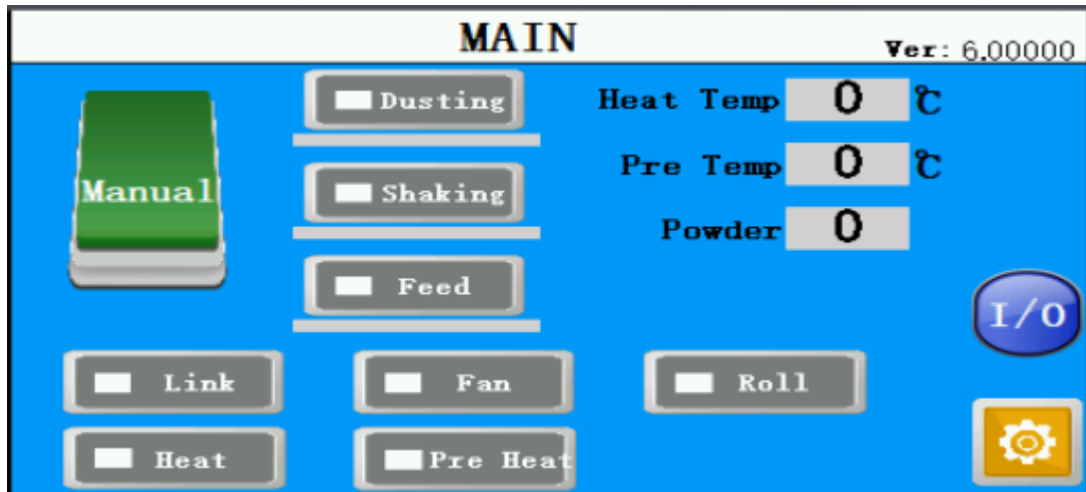 MAIN
Ver: 6.00000
Manual
Dusting
Heat Temp 0 ℃
Shaking
Pre Temp 0 ℃
Powder 0
Feed
I/O
Link
Fan
Roll
Heat
Pre Heat